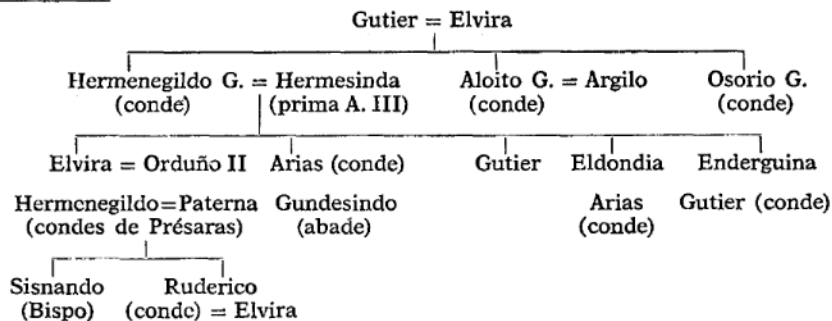 Gutier = Elvira
Hermenegildo G. = Hermesinda Aloito G. = Argilo Osorio G.
(conde) (prima A. III) (conde) (conde)
Elvira = Orduño II Arias (conde) Gutier Eldondia Enderguina
Hermenegildo=Paterna Gundesindo Arias Gutier (conde)
(condes de Présaras) (abade) (conde)
Sisnando Ruderico
(Bispo) (conde) = Elvira